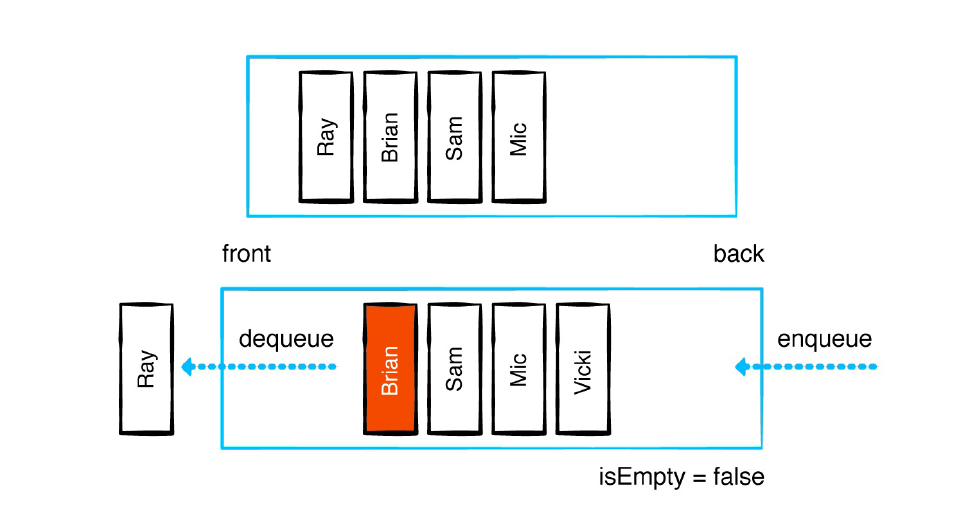 Ray
Brian
Sam
Mic
front
back
Ray
dequeue
Brian
Sam
Mic
Vicki
enqueue
isEmpty = false